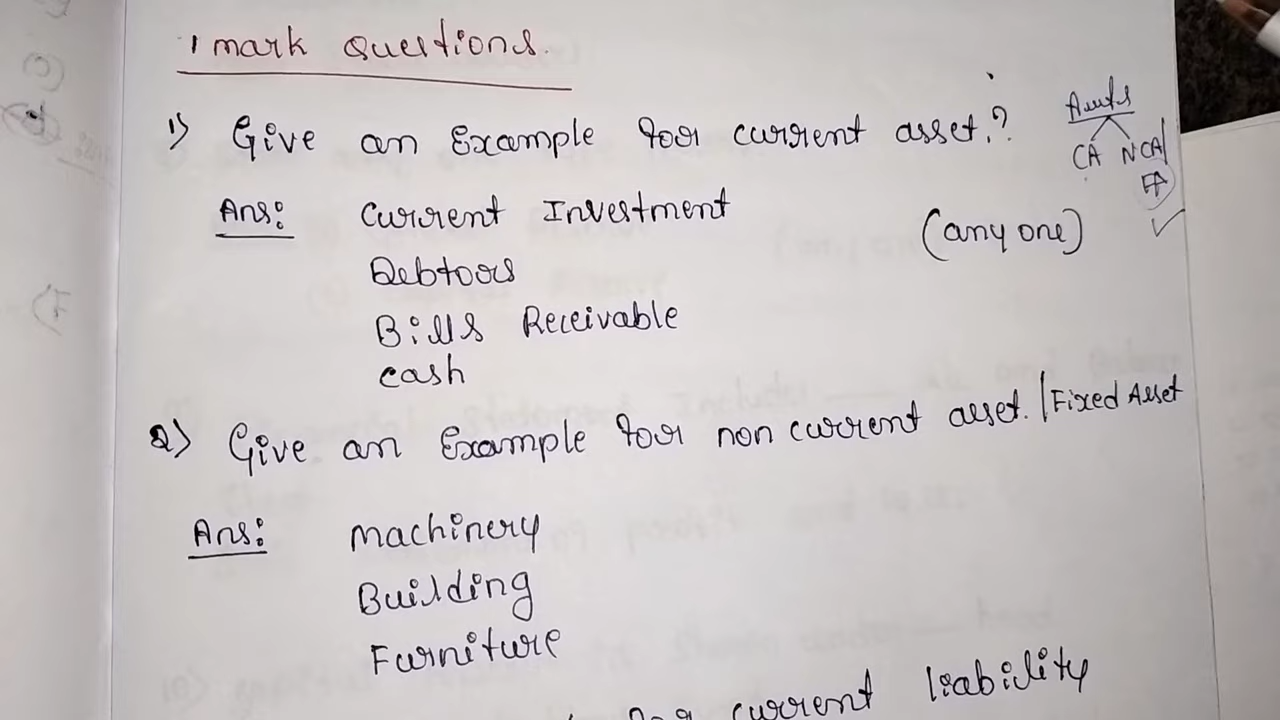 1 mark Questions.
1) Give an Example for current asset.?
Assets
CA NCA/
FA
Ans: Current Investment
(any one)
Debtors
Bills Receivable
cash
2) Give an Example for non current asset. / Fixed Asset
Ans: Machinery
Building
Furniture
for current liability